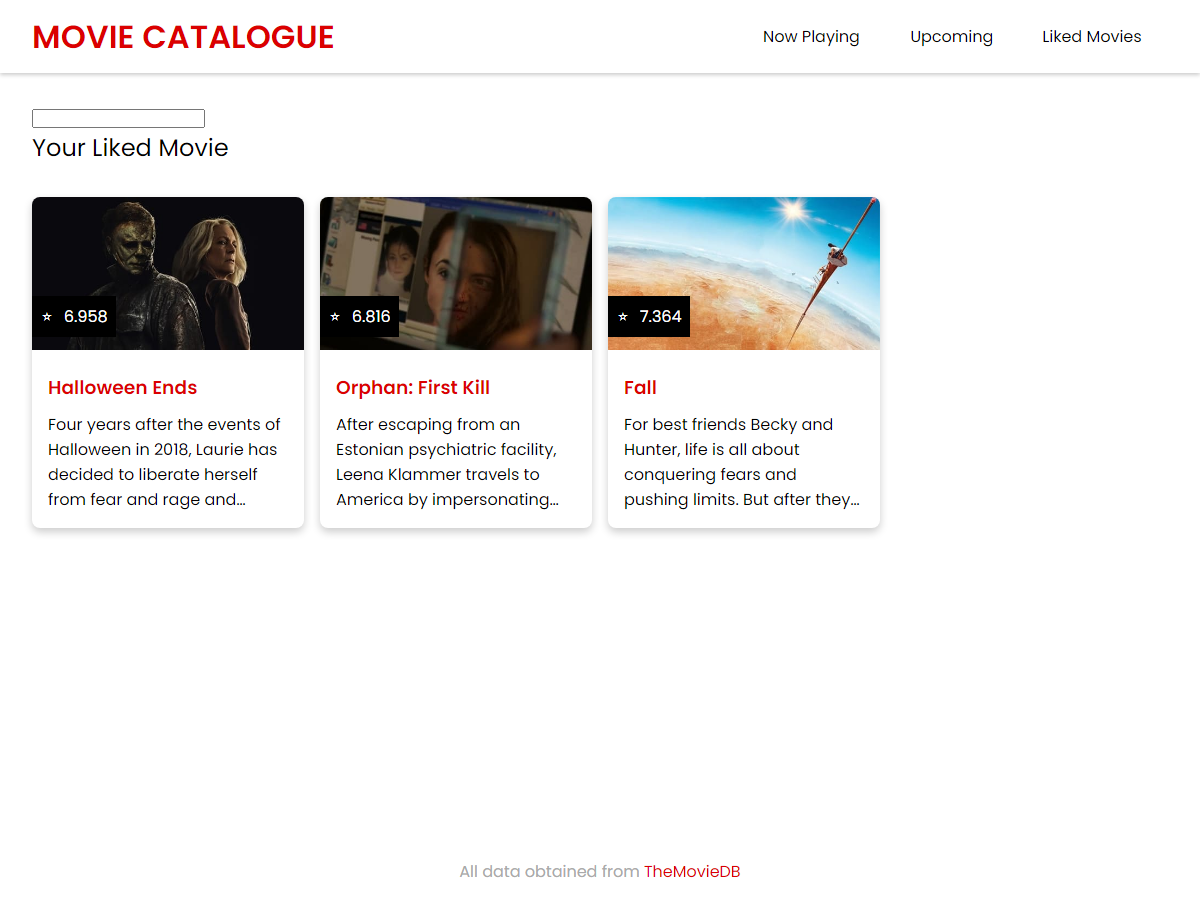 MOVIE CATALOGUE
Now Playing
Upcoming
Liked Movies
Your Liked Movie
⭐️ 6.958
⭐️ 6.816
⭐️ 7.364
Halloween Ends
Four years after the events of
Halloween in 2018, Laurie has
decided to liberate herself
from fear and rage and...
Orphan: First Kill
After escaping from an
Estonian psychiatric facility,
Leena Klammer travels to
America by impersonating...
Fall
For best friends Becky and
Hunter, life is all about
conquering fears and
pushing limits. But after they...
All data obtained from TheMovieDB